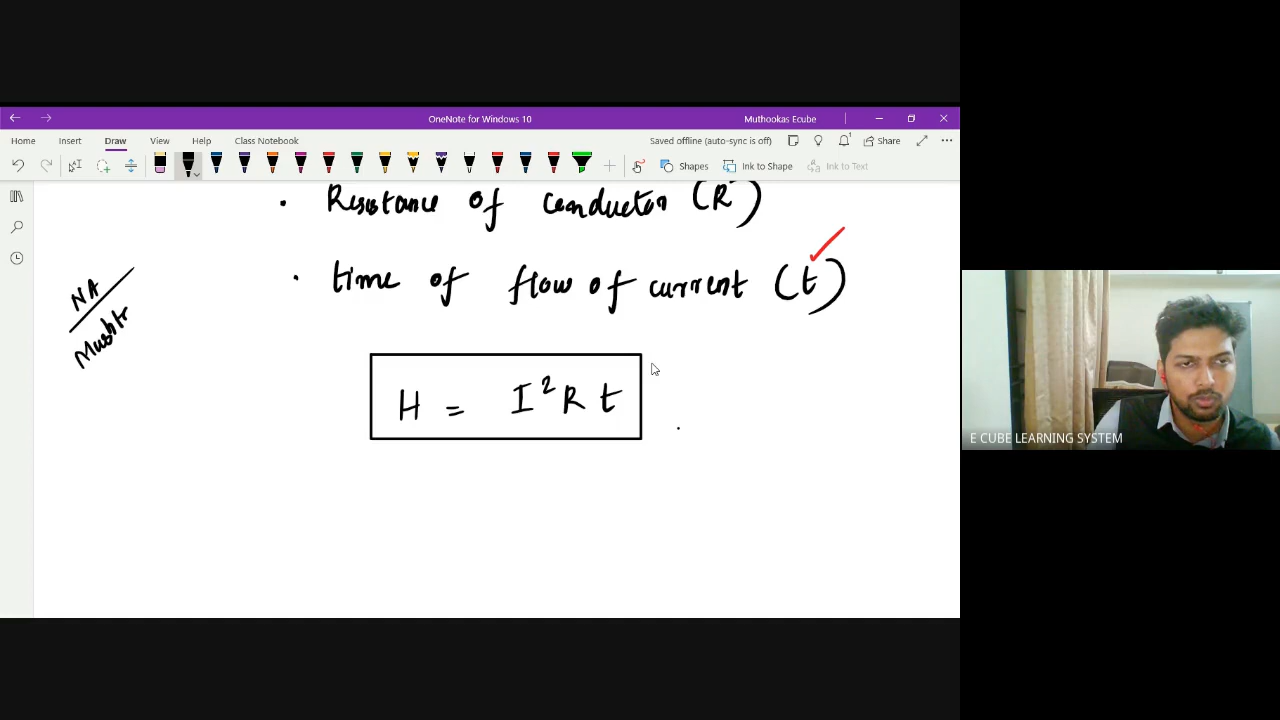 OneNote for Windows 10
Muthookas Ecube
Home Insert Draw View Help Class Notebook
Saved offline (auto-sync is off)
Share
Shapes Ink to Shape Ink to Text
. Resistance of conductor (R)
. time of flow of current (t)
NA
H = I² R t
E CUBE LEARNING SYSTEM